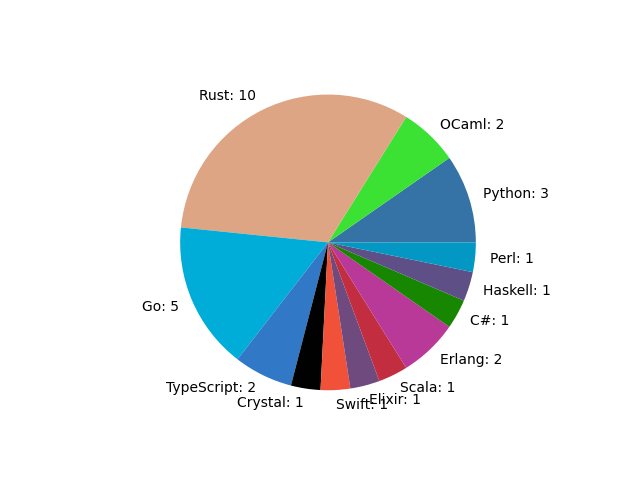 Rust: 10
OCaml: 2
Python: 3
Perl: 1
Haskell: 1
Go: 5
C#: 1
Erlang: 2
TypeScript: 2
Scala: 1
Elixir: 1
Crystal: 1
Swift: 1